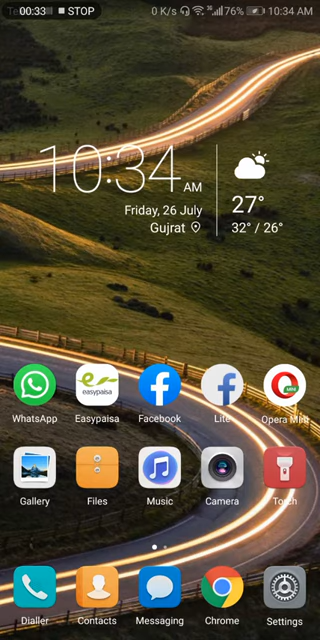 00:33 STOP 0 K/s 76% 10:34 AM
10:34 AM
Friday, 26 July
Gujrat
27°
32° / 26°
WhatsApp Easypaisa Facebook Lite Opera Mini
easypaisa
Gallery Files Music Camera Torch
Dialler Contacts Messaging Chrome Settings